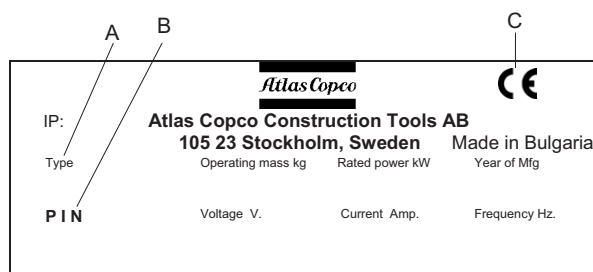 A B C
Atlas Copco CE
IP: Atlas Copco Construction Tools AB
105 23 Stockholm, Sweden Made in Bulgaria
Type Operating mass kg Rated power kW Year of Mfg
P I N Voltage V. Current Amp. Frequency Hz.